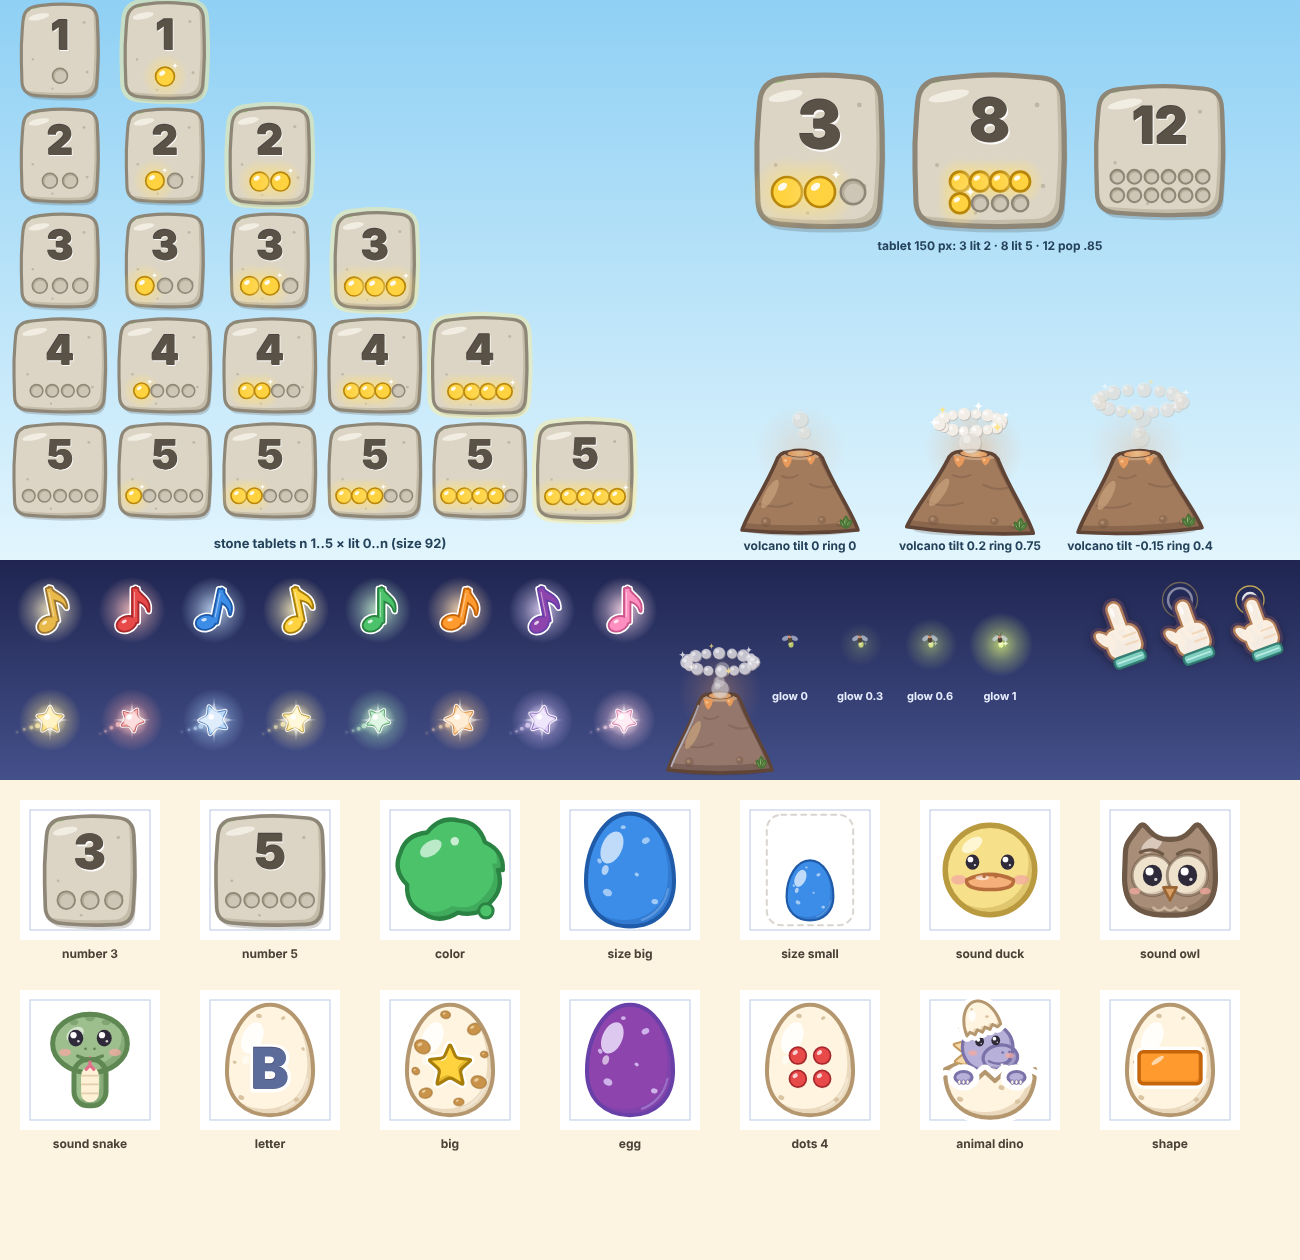 1 1
2 2 2
3 3 3 3
4 4 4 4 4
5 5 5 5 5 5
stone tablets n 1..5 × lit 0..n (size 92)
3 8 12
tablet 150 px: 3 lit 2 · 8 lit 5 · 12 pop .85
volcano tilt 0 ring 0 volcano tilt 0.2 ring 0.75 volcano tilt -0.15 ring 0.4
glow 0 glow 0.3 glow 0.6 glow 1
3 5
number 3 number 5 color size big size small sound duck sound owl
B
sound snake letter big egg dots 4 animal dino shape